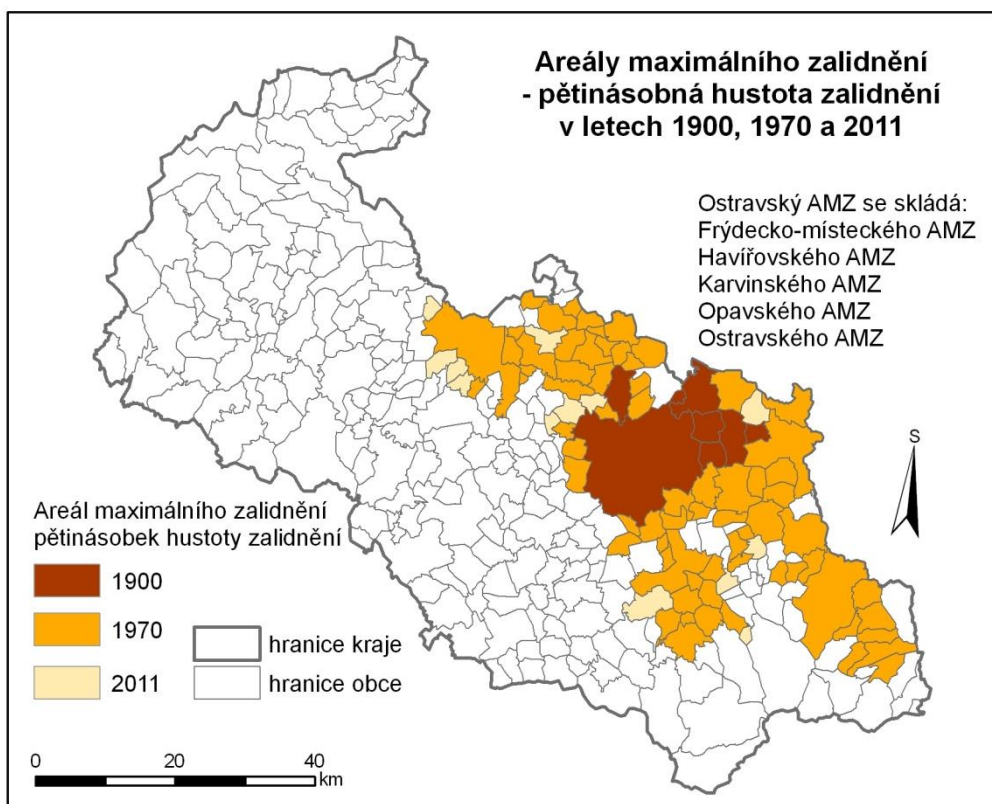 Areály maximálního zalidnění
- pětinásobná hustota zalidnění
v letech 1900, 1970 a 2011
Ostravský AMZ se skládá:
Frýdecko-místeckého AMZ
Havířovského AMZ
Karvinského AMZ
Opavského AMZ
Ostravského AMZ
S
Areál maximálního zalidnění
pětinásobek hustoty zalidnění
1900
1970
2011
hranice kraje
hranice obce
0 20 40
km